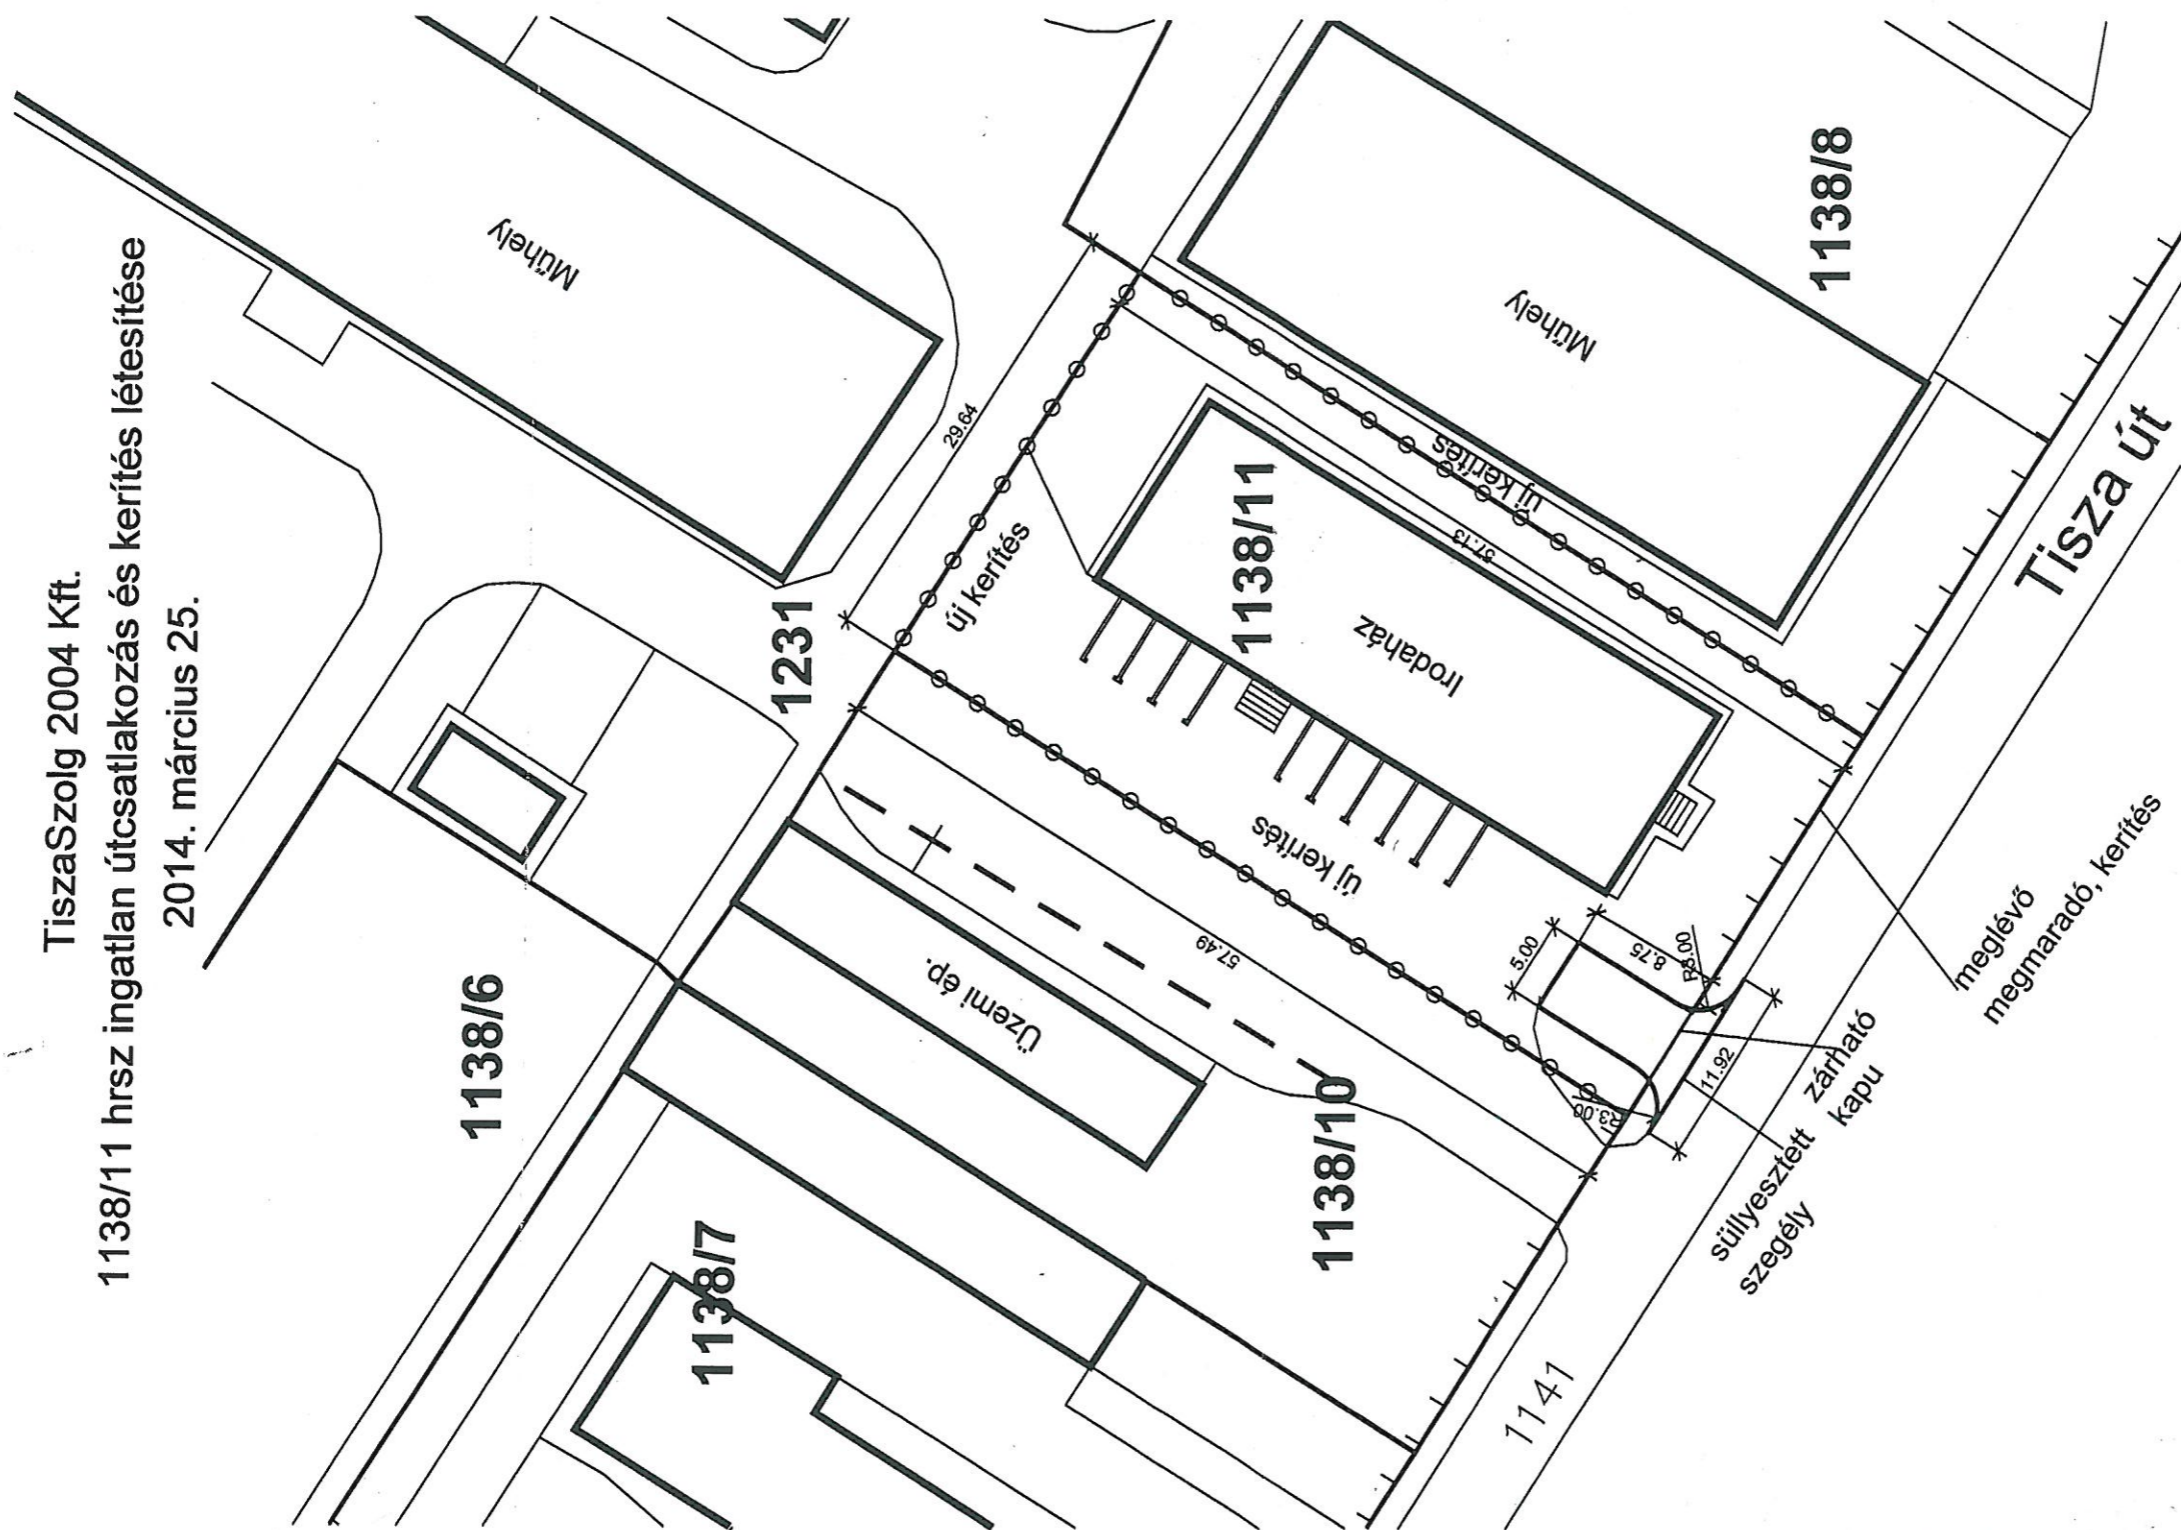 TiszaSzolg 2004 Kft.
1138/11 hrsz ingatlan útcsatlakozás és kerítés létesítése
2014. március 25.
Műhely
Műhely
1138/8
29.64
új kerítés
új kerítés
1138/11
57.13
Irodaház
Tisza út
1231
új kerítés
1138/6
Üzemi ép.
57.49
5.00
8.75
R3.00
R3.00
11.92
meglévő
megmaradó, kerítés
zárható
kapu
süllyesztett
szegély
1138/10
1138/7
1141